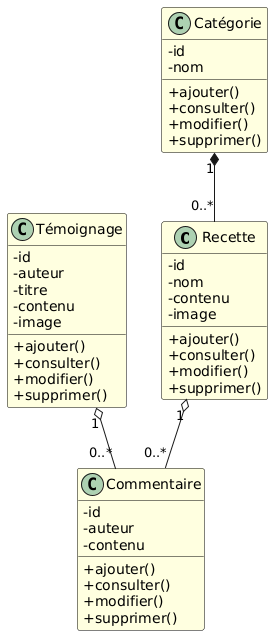 C Catégorie
-id
-nom
+ajouter()
+consulter()
+modifier()
+supprimer()
1
0..*
C Témoignage
-id
-auteur
-titre
-contenu
-image
+ajouter()
+consulter()
+modifier()
+supprimer()
C Recette
-id
-nom
-contenu
-image
+ajouter()
+consulter()
+modifier()
+supprimer()
1
1
0..*
0..*
C Commentaire
-id
-auteur
-contenu
+ajouter()
+consulter()
+modifier()
+supprimer()